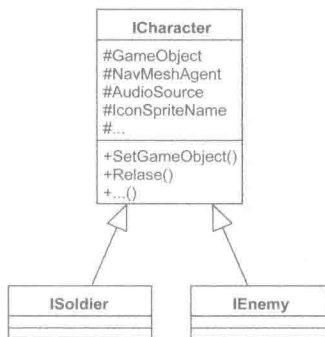 ICharacter
#GameObject
#NavMeshAgent
#AudioSource
#IconSpriteName
#...
+SetGameObject()
+Relase()
+...()
ISoldier
IEnemy